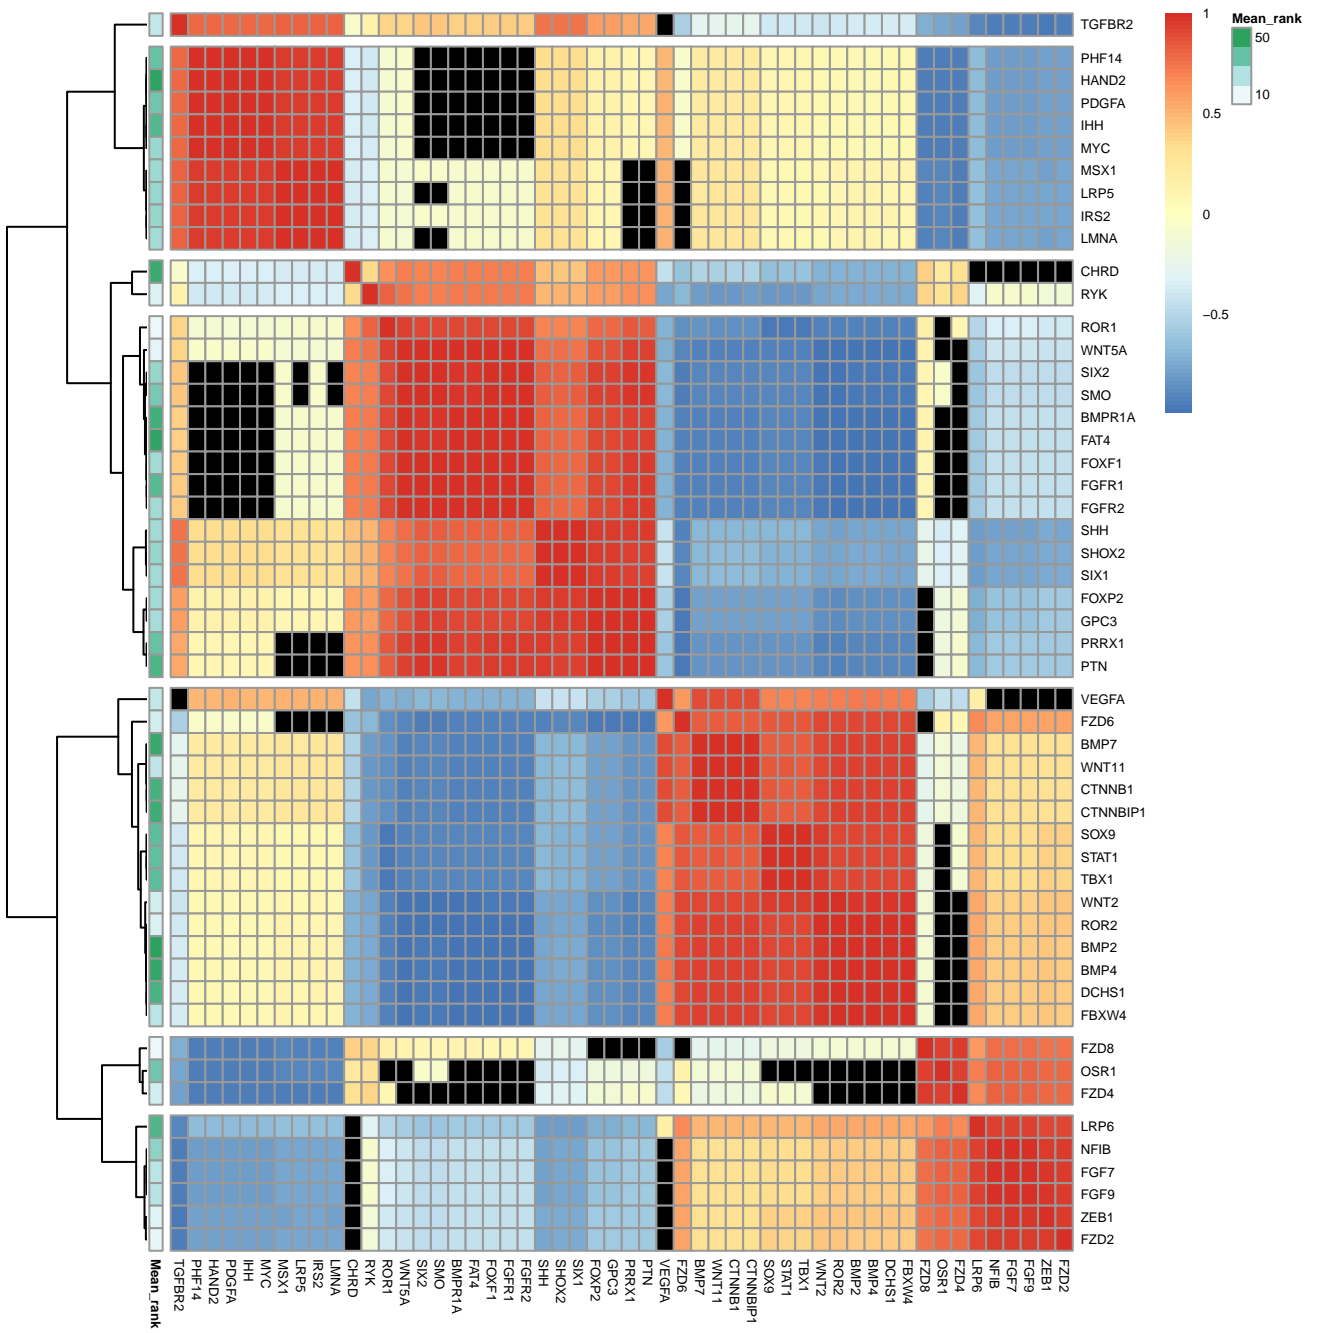 TGFBR2
PHF14
HAND2
PDGFA
IHH
MYC
MSX1
LRP5
IRS2
LMNA
CHRD
RYK
ROR1
WNT5A
SIX2
SMO
BMPR1A
FAT4
FOXF1
FGFR1
FGFR2
SHH
SHOX2
SIX1
FOXP2
GPC3
PRRX1
PTN
VEGFA
FZD6
BMP7
WNT11
CTNNB1
CTNNBIP1
SOX9
STAT1
TBX1
WNT2
ROR2
BMP2
BMP4
DCHS1
FBXW4
FZD8
OSR1
FZD4
LRP6
NFIB
FGF7
FGF9
ZEB1
FZD2
1
0.5
0
−0.5
Mean_rank
50
10
Mean_rank
TGFBR2
PHF14
HAND2
PDGFA
IHH
MYC
MSX1
LRP5
IRS2
LMNA
CHRD
RYK
ROR1
WNT5A
SIX2
SMO
BMPR1A
FAT4
FOXF1
FGFR1
FGFR2
SHH
SHOX2
SIX1
FOXP2
GPC3
PRRX1
PTN
VEGFA
FZD6
BMP7
WNT11
CTNNB1
CTNNBIP1
SOX9
STAT1
TBX1
WNT2
ROR2
BMP2
BMP4
DCHS1
FBXW4
FZD8
OSR1
FZD4
LRP6
NFIB
FGF7
FGF9
ZEB1
FZD2